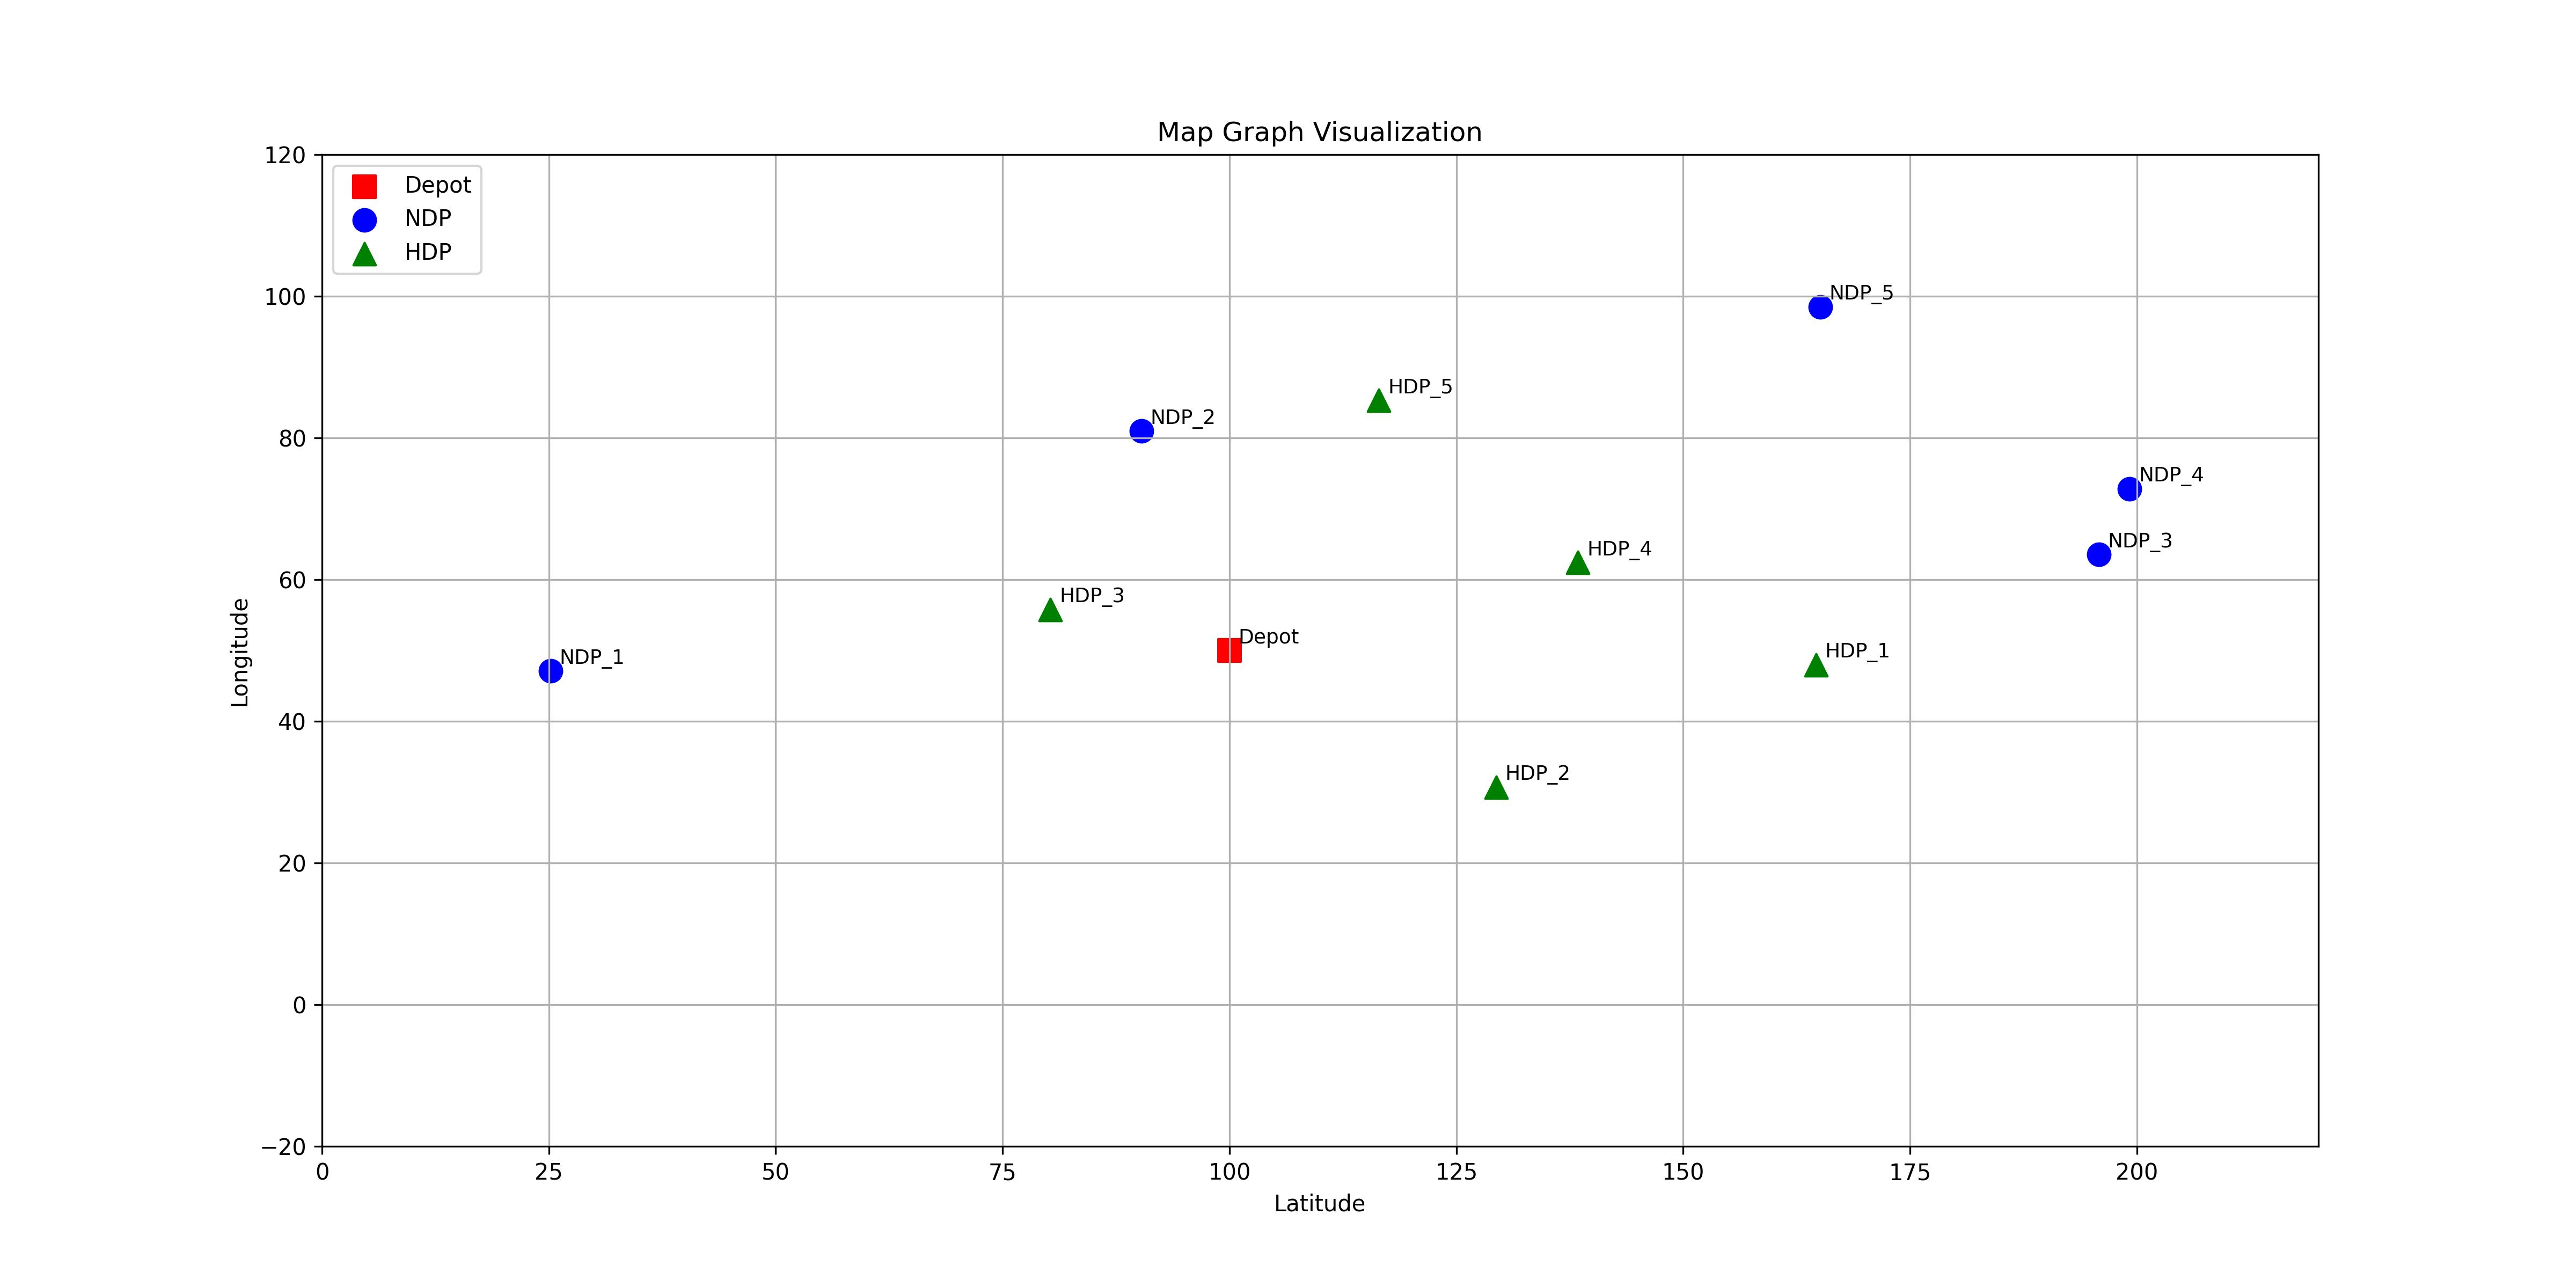 Map Graph Visualization
120
100
80
60
40
20
0
−20
Longitude
Depot
NDP
HDP
NDP_5
HDP_5
NDP_2
NDP_4
NDP_3
HDP_4
HDP_3
Depot
HDP_1
NDP_1
HDP_2
0
25
50
75
100
125
150
175
200
Latitude